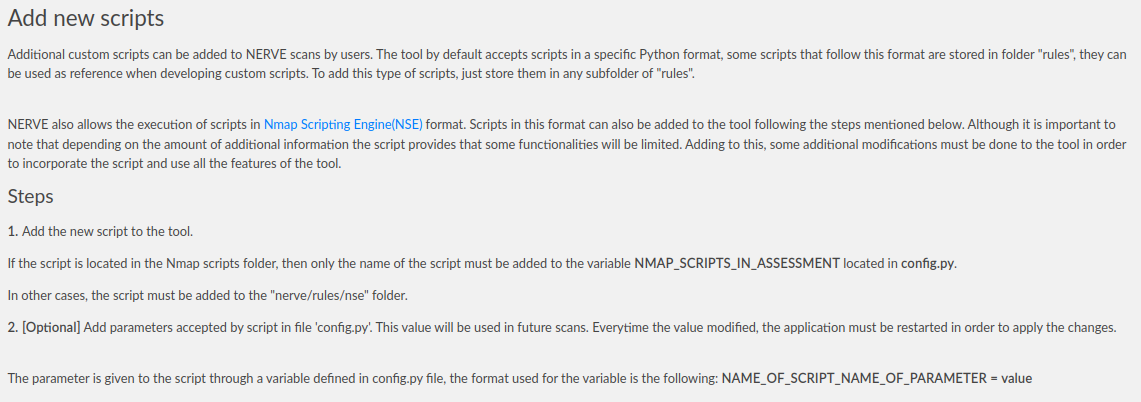 Add new scripts
Additional custom scripts can be added to NERVE scans by users. The tool by default accepts scripts in a specific Python format, some scripts that follow this format are stored in folder "rules", they can
be used as reference when developing custom scripts. To add this type of scripts, just store them in any subfolder of "rules".
NERVE also allows the execution of scripts in Nmap Scripting Engine(NSE) format. Scripts in this format can also be added to the tool following the steps mentioned below. Although it is important to
note that depending on the amount of additional information the script provides that some functionalities will be limited. Adding to this, some additional modifications must be done to the tool in order
to incorporate the script and use all the features of the tool.
Steps
1. Add the new script to the tool.
If the script is located in the Nmap scripts folder, then only the name of the script must be added to the variable NMAP_SCRIPTS_IN_ASSESSMENT located in config.py.
In other cases, the script must be added to the "nerve/rules/nse" folder.
2. [Optional] Add parameters accepted by script in file 'config.py'. This value will be used in future scans. Everytime the value modified, the application must be restarted in order to apply the changes.
The parameter is given to the script through a variable defined in config.py file, the format used for the variable is the following: NAME_OF_SCRIPT_NAME_OF_PARAMETER = value